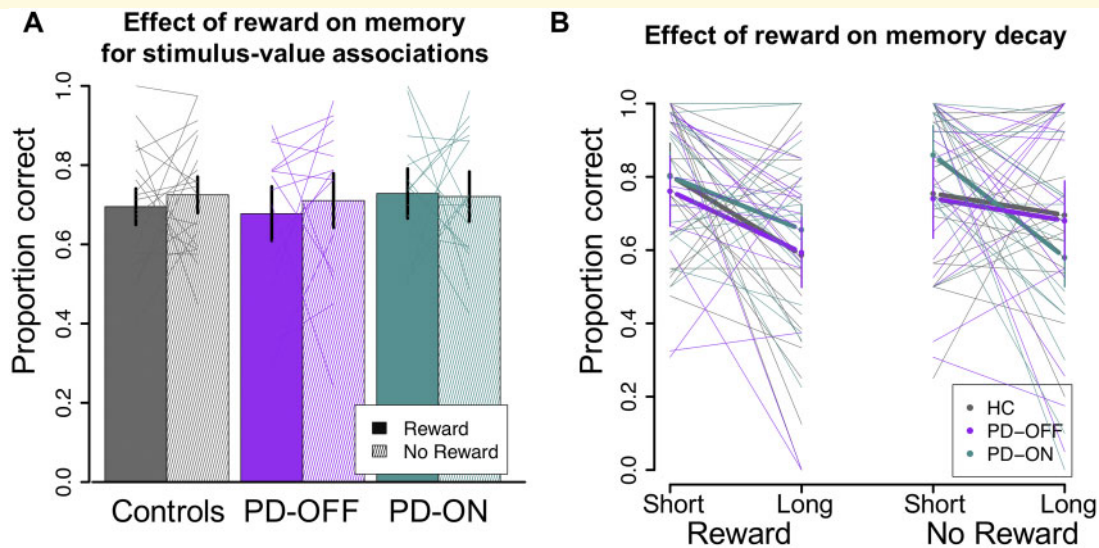 A
Effect of reward on memory
for stimulus-value associations
Proportion correct
1.0
0.8
0.6
0.4
0.2
0.0
Reward
No Reward
Controls PD-OFF PD-ON
B
Effect of reward on memory decay
Proportion correct
1.0
0.8
0.6
0.4
0.2
0.0
HC
PD–OFF
PD–ON
Short Long Short Long
Reward No Reward